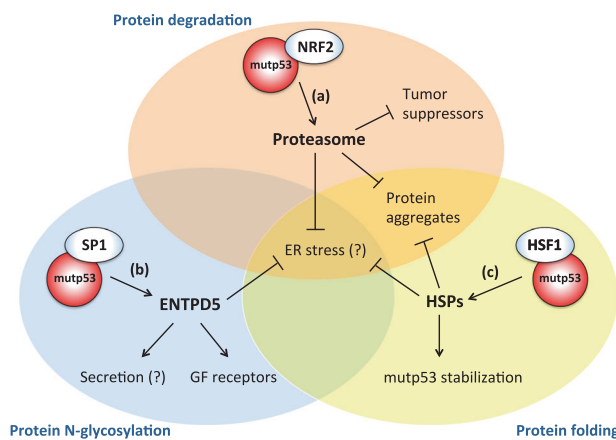 Protein degradation
NRF2
mutp53
(a)
Tumor
suppressors
Proteasome
Protein
aggregates
SP1
mutp53
(b)
ER stress (?)
HSF1
mutp53
(c)
ENTPD5
HSPs
Secretion (?)
GF receptors
mutp53 stabilization
Protein N-glycosylation
Protein folding